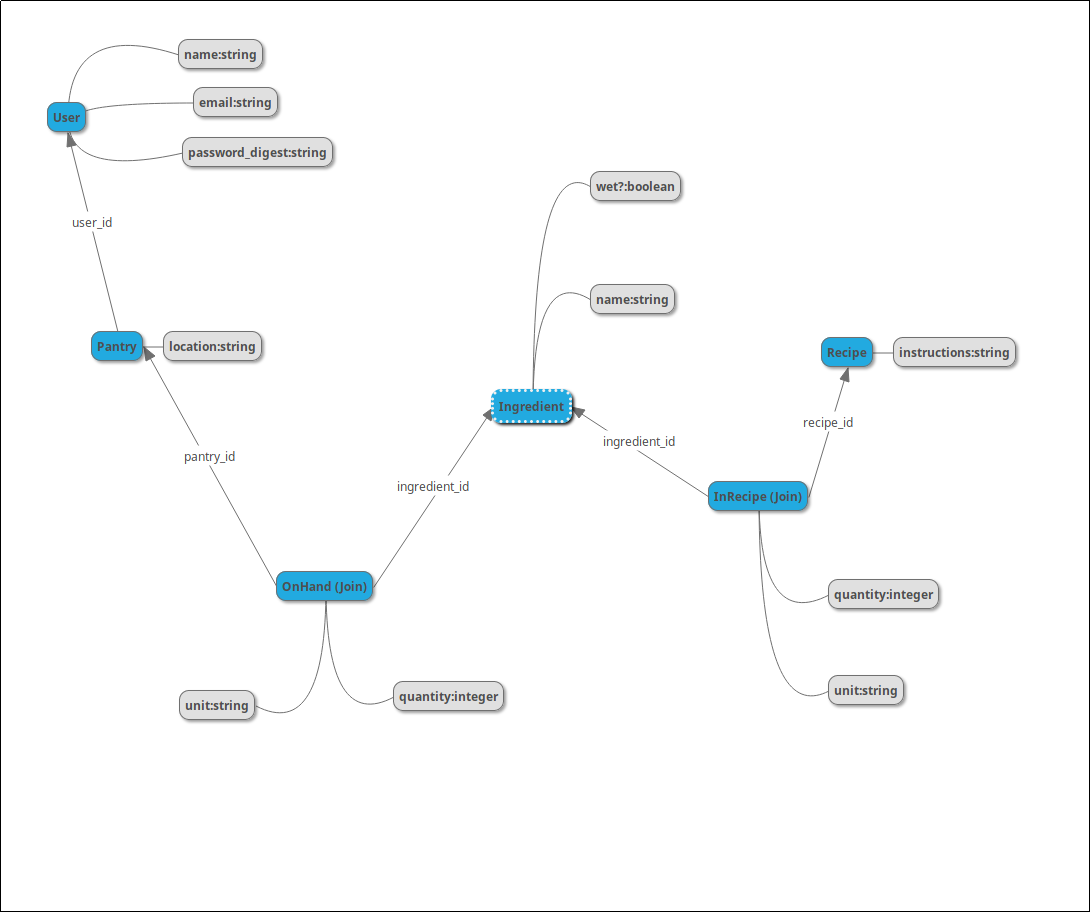 name:string
email:string
User
password_digest:string
wet?:boolean
user_id
name:string
Pantry
location:string
Recipe
instructions:string
Ingredient
recipe_id
ingredient_id
pantry_id
ingredient_id
InRecipe (Join)
OnHand (Join)
quantity:integer
unit:string
quantity:integer
unit:string